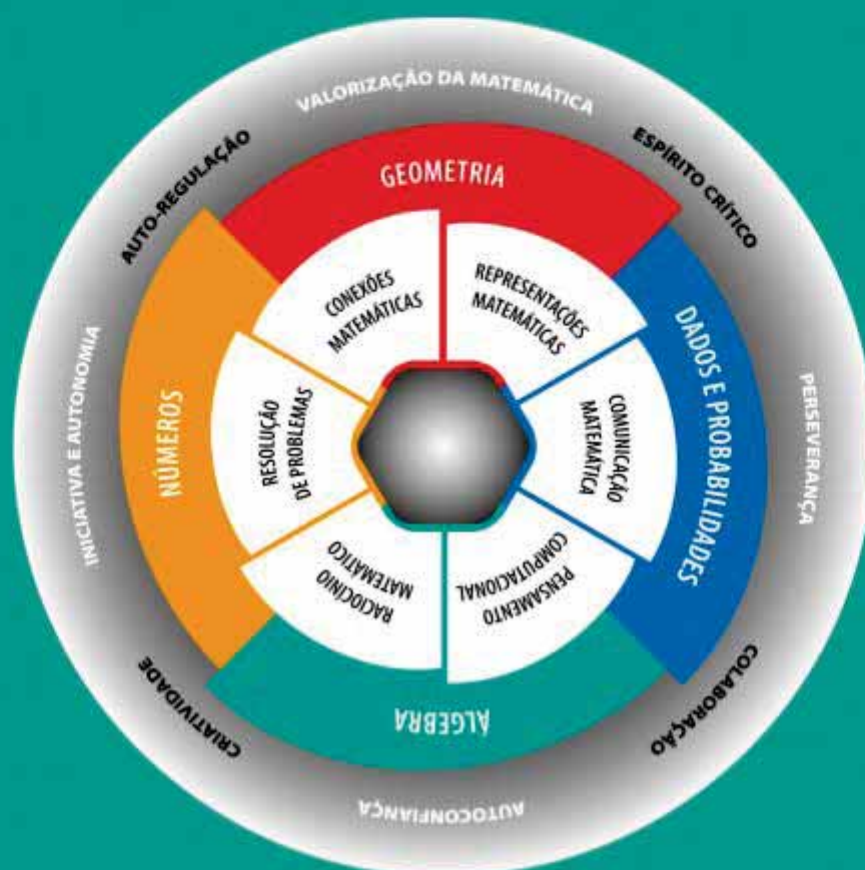 VALORIZAÇÃO DA MATEMÁTICA
ESPÍRITO CRÍTICO
PERSEVERANÇA
COLABORAÇÃO
AUTOCONFIANÇA
CRIATIVIDADE
INICIATIVA E AUTONOMIA
AUTO-REGULAÇÃO
GEOMETRIA
DADOS E PROBABILIDADES
ÁLGEBRA
NÚMEROS
CONEXÕES
MATEMÁTICAS
REPRESENTAÇÕES
MATEMÁTICAS
COMUNICAÇÃO
MATEMÁTICA
PENSAMENTO
COMPUTACIONAL
RACIOCÍNIO
MATEMÁTICO
RESOLUÇÃO
DE PROBLEMAS